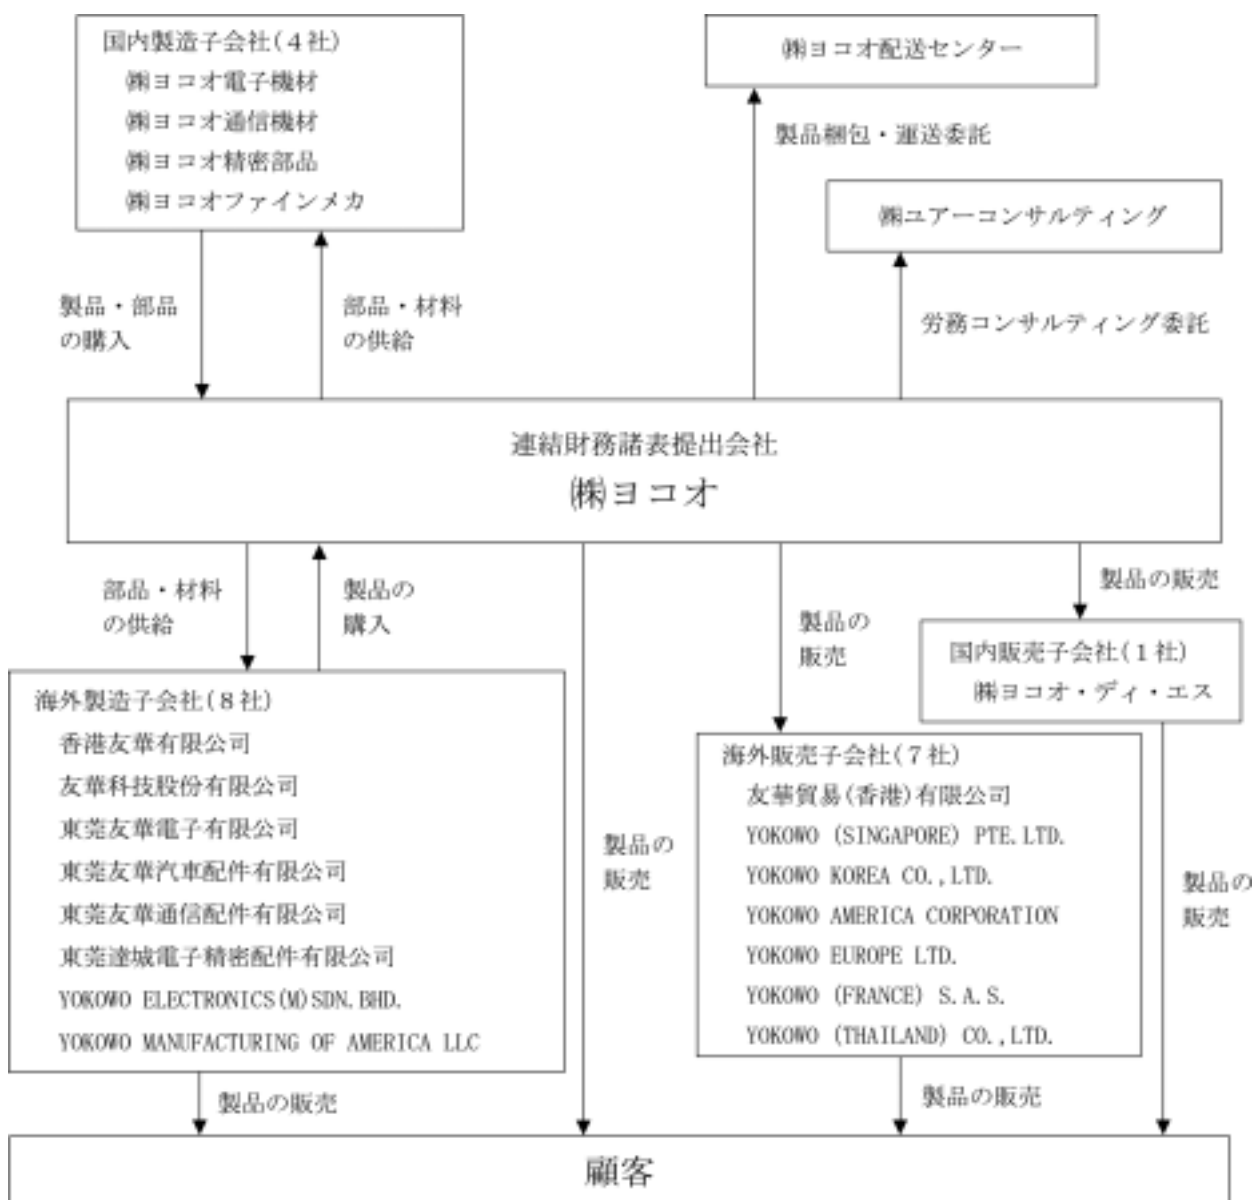 国内製造子会社(４社)
㈱ヨコオ電子機材
㈱ヨコオ通信機材
㈱ヨコオ精密部品
㈱ヨコオファインメカ
㈱ヨコオ配送センター
製品梱包・運送委託
㈱ユアーコンサルティング
製品・部品
の購入
部品・材料
の供給
労務コンサルティング委託
連結財務諸表提出会社
㈱ヨコオ
部品・材料
の供給
製品の
購入
製品の
販売
製品の販売
国内販売子会社(１社)
㈱ヨコオ・ディ・エス
海外製造子会社(８社)
香港友華有限公司
友華科技股份有限公司
東莞友華電子有限公司
東莞友華汽車配件有限公司
東莞友華通信配件有限公司
東莞達城電子精密配件有限公司
YOKOWO ELECTRONICS(M)SDN.BHD.
YOKOWO MANUFACTURING OF AMERICA LLC
製品の
販売
海外販売子会社(７社)
友華貿易(香港)有限公司
YOKOWO (SINGAPORE) PTE.LTD.
YOKOWO KOREA CO.,LTD.
YOKOWO AMERICA CORPORATION
YOKOWO EUROPE LTD.
YOKOWO (FRANCE) S.A.S.
YOKOWO (THAILAND) CO.,LTD.
製品の
販売
製品の販売
製品の販売
顧客